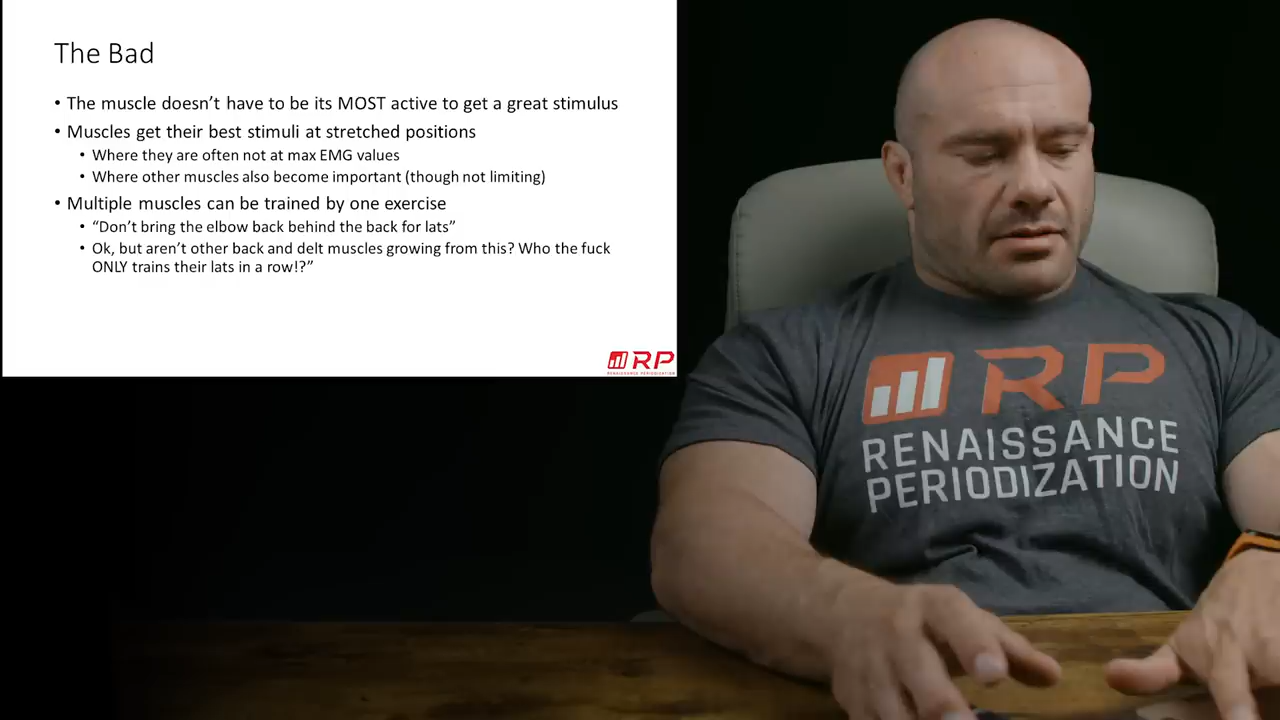 The Bad
• The muscle doesn’t have to be its MOST active to get a great stimulus
• Muscles get their best stimuli at stretched positions
• Where they are often not at max EMG values
• Where other muscles also become important (though not limiting)
• Multiple muscles can be trained by one exercise
• “Don’t bring the elbow back behind the back for lats”
• Ok, but aren’t other back and delt muscles growing from this? Who the fuck
ONLY trains their lats in a row!?”
RP
RENAISSANCE PERIODIZATION
RP
RENAISSANCE
PERIODIZATION